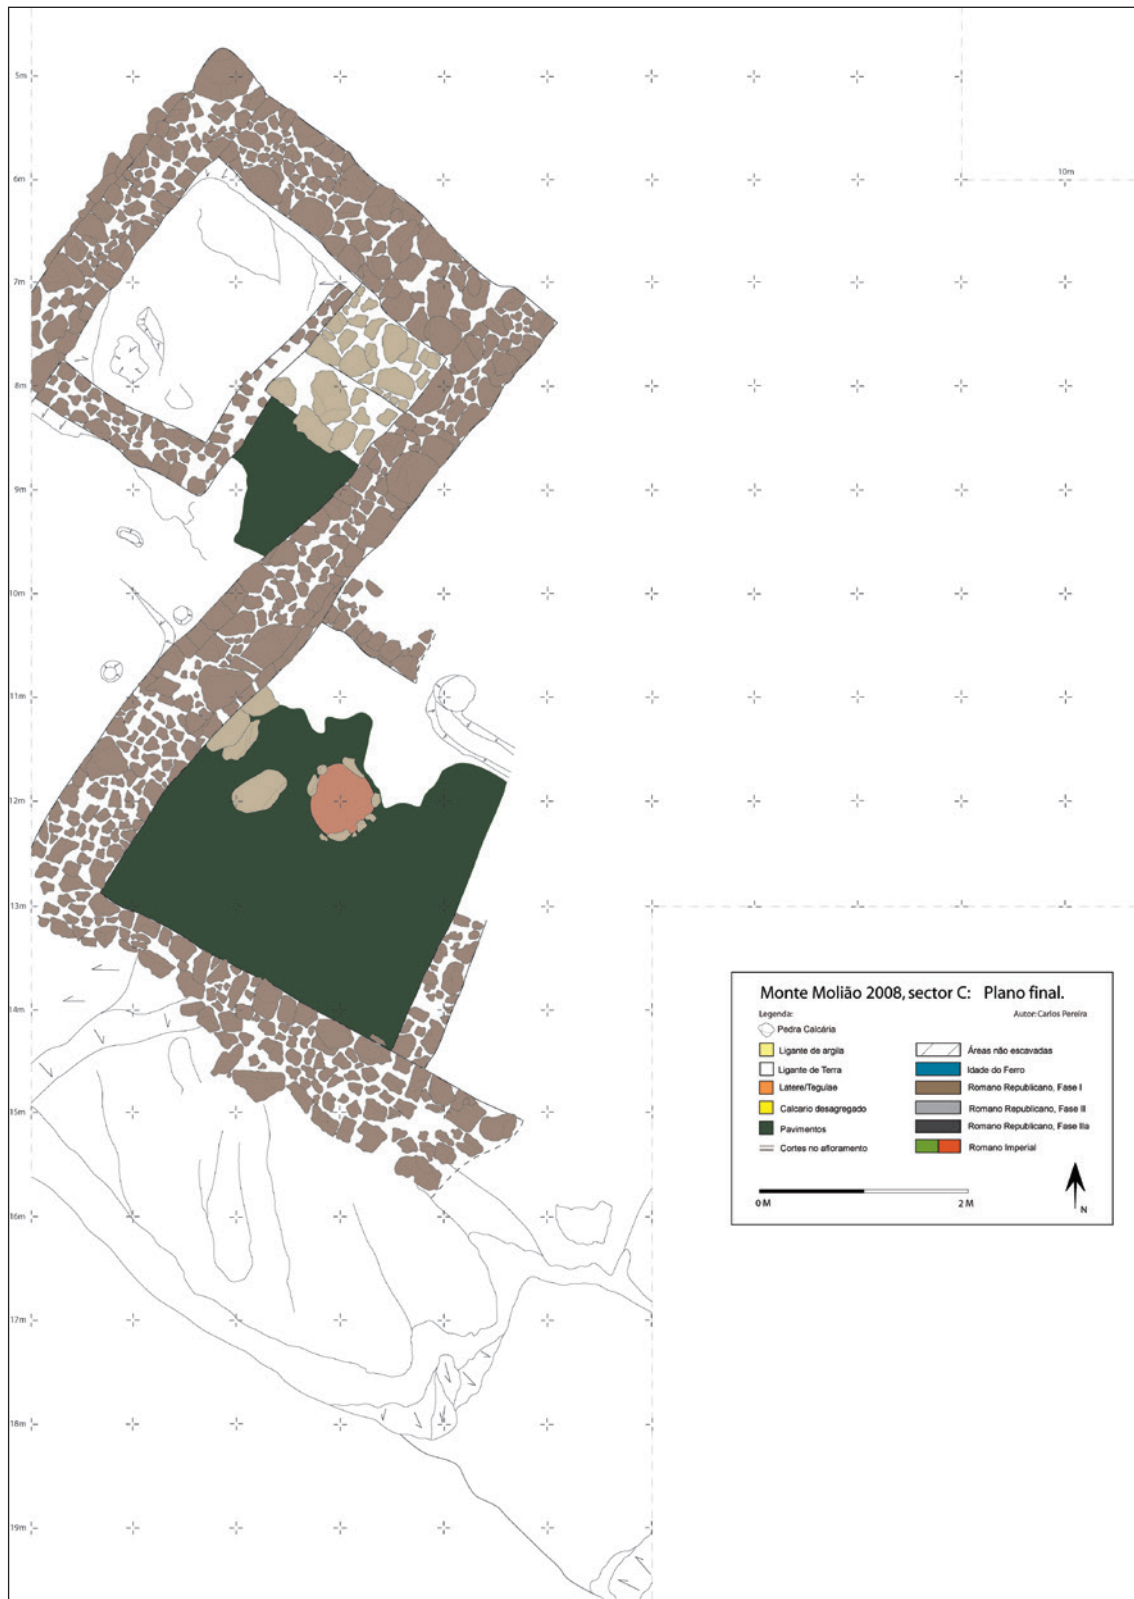 5m
10m
6m
7m
8m
9m
10m
11m
12m
13m
14m
15m
16m
17m
18m
19m
Monte Molião 2008, sector C: Plano final.
Legenda:
Autor: Carlos Pereira
Pedra Calcária
Ligante de argila
Ligante de Terra
Latere/Tegulae
Calcario desagregado
Pavimentos
Cortes no afloramento
Áreas não escavadas
Idade do Ferro
Romano Republicano, Fase I
Romano Republicano, Fase II
Romano Republicano, Fase IIa
Romano Imperial
0 M
2 M
N